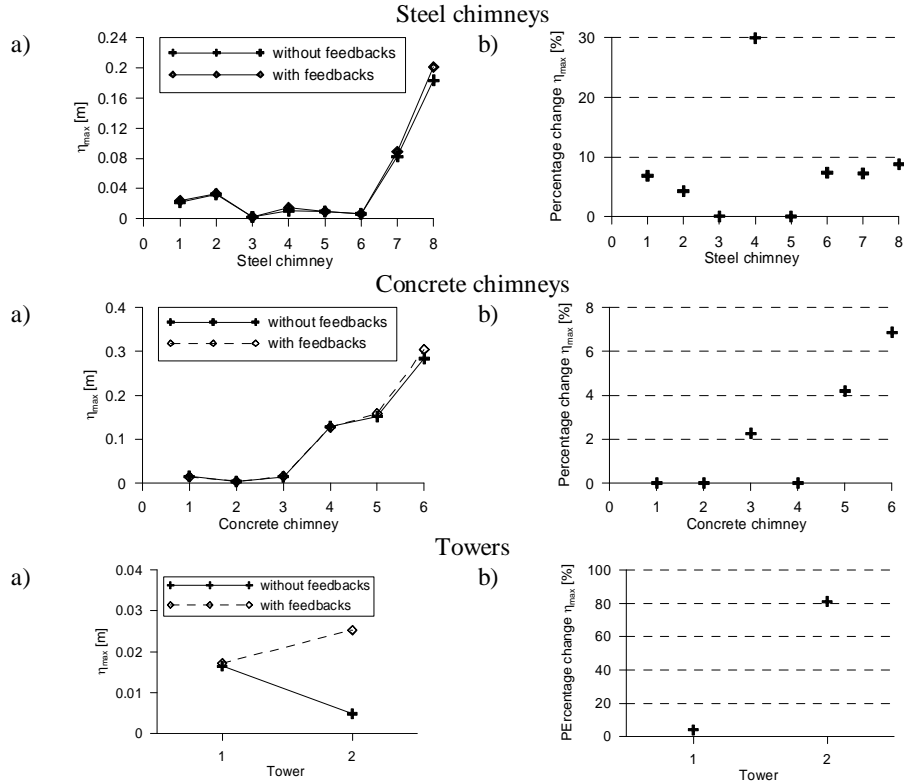 Steel chimneys
a)
without feedbacks
with feedbacks
0.24
0.2
0.16
0.12
0.08
0.04
0
ηmax [m]
0 1 2 3 4 5 6 7 8
Steel chimney
b)
30
20
10
0
Percentage change ηmax [%]
0 1 2 3 4 5 6 7 8
Steel chimney
Concrete chimneys
a)
without feedbacks
with feedbacks
0.4
0.3
0.2
0.1
0
ηmax [m]
0 1 2 3 4 5 6
Concrete chimney
b)
8
6
4
2
0
Percentage change ηmax [%]
0 1 2 3 4 5 6
Concrete chimney
Towers
a)
without feedbacks
with feedbacks
0.04
0.03
0.02
0.01
0
ηmax [m]
1 2
Tower
b)
100
80
60
40
20
0
PErcentage change ηmax [%]
1 2
Tower